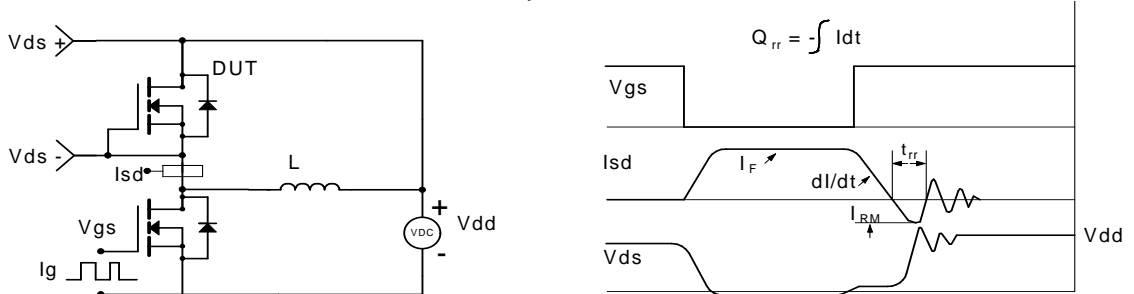 Vds +
DUT
Vds -
Isd
L
Vgs
Ig
+
VDC
-
Vdd
Q rr = -∫ Idt
Vgs
Isd
I F
dI/dt
t rr
I RM
Vds
Vdd